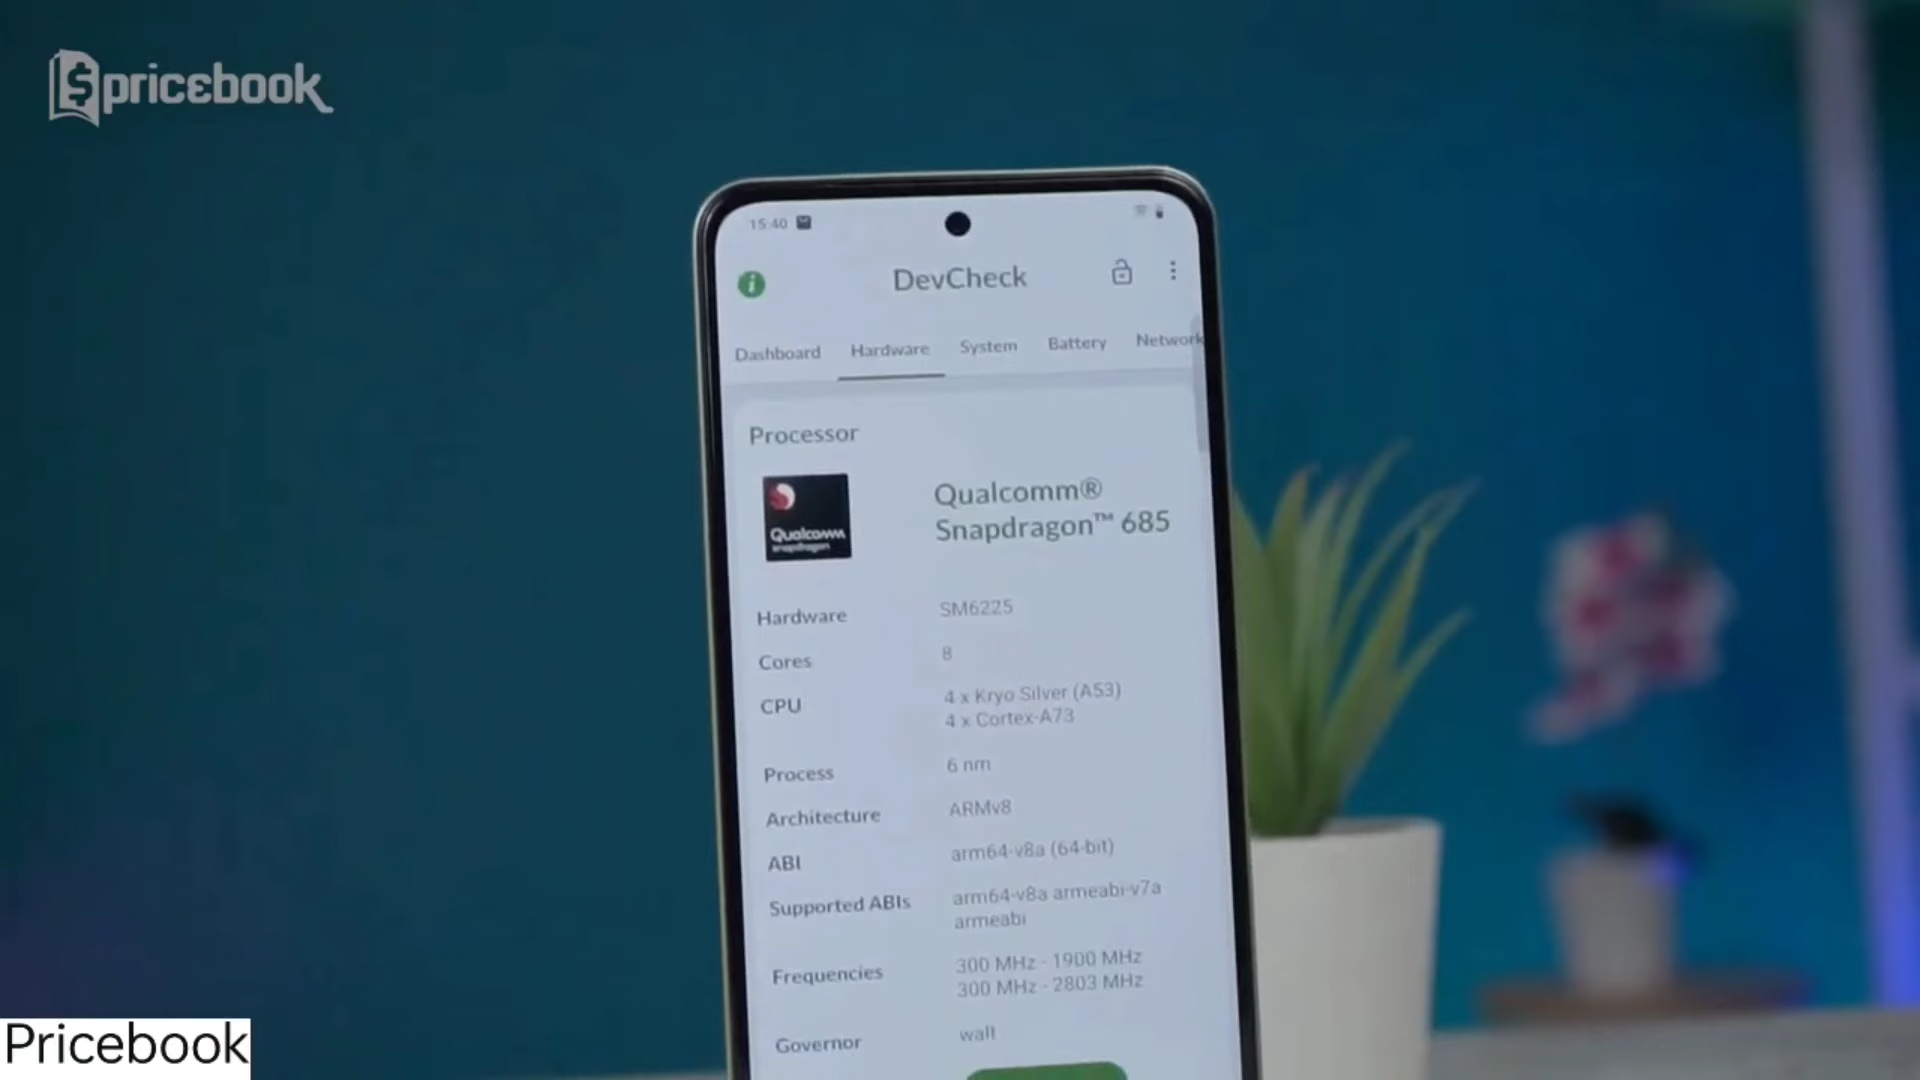 pricebook
15:40
DevCheck
Dashboard Hardware System Battery Network
Processor
Qualcomm
snapdragon
Qualcomm®
Snapdragon™ 685
Hardware SM6225
Cores 8
CPU 4 x Kryo Silver (A53)
4 x Cortex-A73
Process 6 nm
Architecture ARMv8
ABI arm64-v8a (64-bit)
Supported ABIs arm64-v8a armeabi-v7a
armeabi
Frequencies 300 MHz - 1900 MHz
300 MHz - 2803 MHz
Governor walt
Pricebook